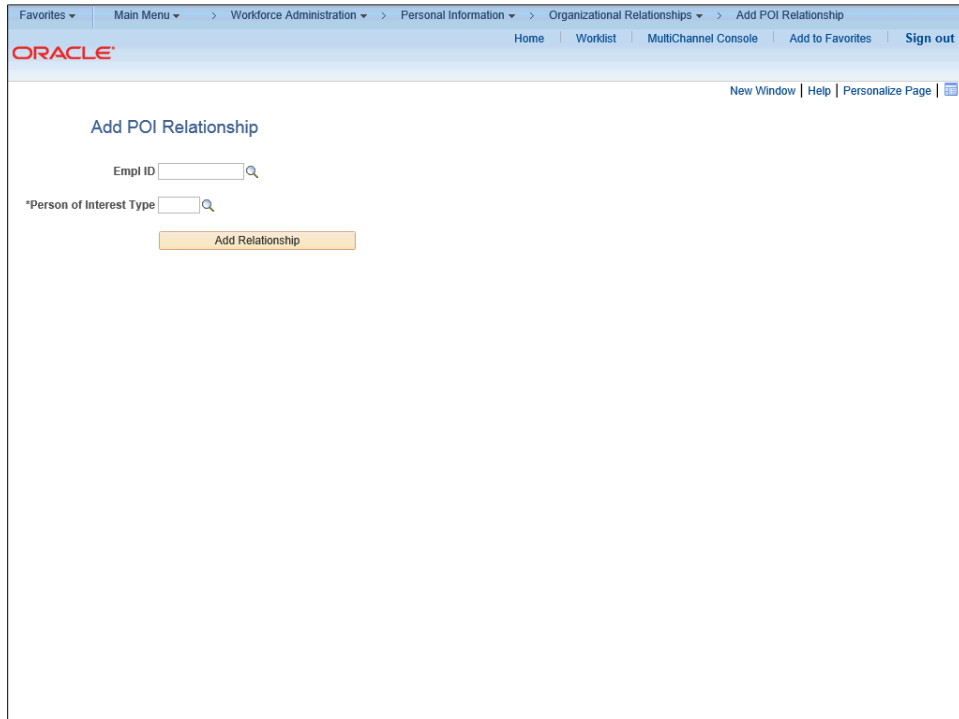 Favorites Main Menu > Workforce Administration > Personal Information > Organizational Relationships > Add POI Relationship
Home Worklist MultiChannel Console Add to Favorites Sign out
ORACLE
New Window | Help | Personalize Page |
Add POI Relationship
Empl ID
*Person of Interest Type
Add Relationship